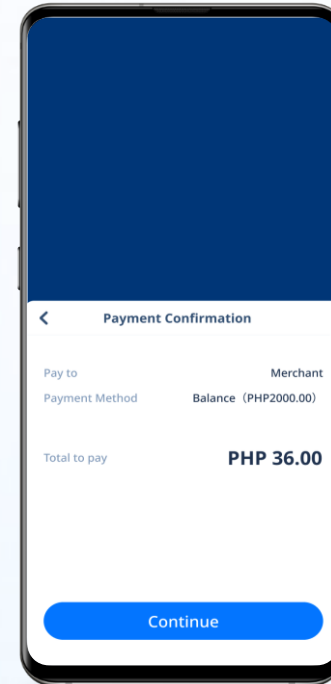 Payment Confirmation
Pay to Merchant
Payment Method Balance（PHP2000.00）
Total to pay PHP 36.00
Continue